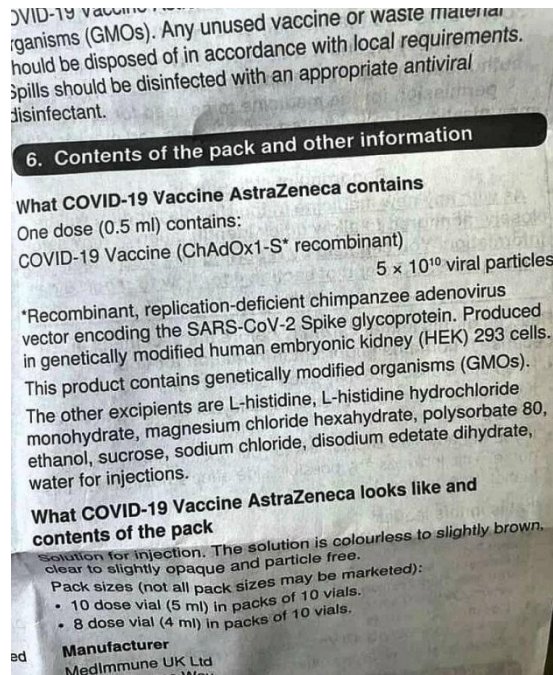 OVID-19 Vaccine
rganisms (GMOs). Any unused vaccine or waste material
hould be disposed of in accordance with local requirements.
Spills should be disinfected with an appropriate antiviral
disinfectant.
6. Contents of the pack and other information
What COVID-19 Vaccine AstraZeneca contains
One dose (0.5 ml) contains:
COVID-19 Vaccine (ChAdOx1-S* recombinant)
5 × 10¹⁰ viral particles
*Recombinant, replication-deficient chimpanzee adenovirus
vector encoding the SARS-CoV-2 Spike glycoprotein. Produced
in genetically modified human embryonic kidney (HEK) 293 cells.
This product contains genetically modified organisms (GMOs).
The other excipients are L-histidine, L-histidine hydrochloride
monohydrate, magnesium chloride hexahydrate, polysorbate 80,
ethanol, sucrose, sodium chloride, disodium edetate dihydrate,
water for injections.
What COVID-19 Vaccine AstraZeneca looks like and
contents of the pack
Solution for injection. The solution is colourless to slightly brown,
clear to slightly opaque and particle free.
Pack sizes (not all pack sizes may be marketed):
• 10 dose vial (5 ml) in packs of 10 vials.
• 8 dose vial (4 ml) in packs of 10 vials.
ed
Manufacturer
MedImmune UK Ltd